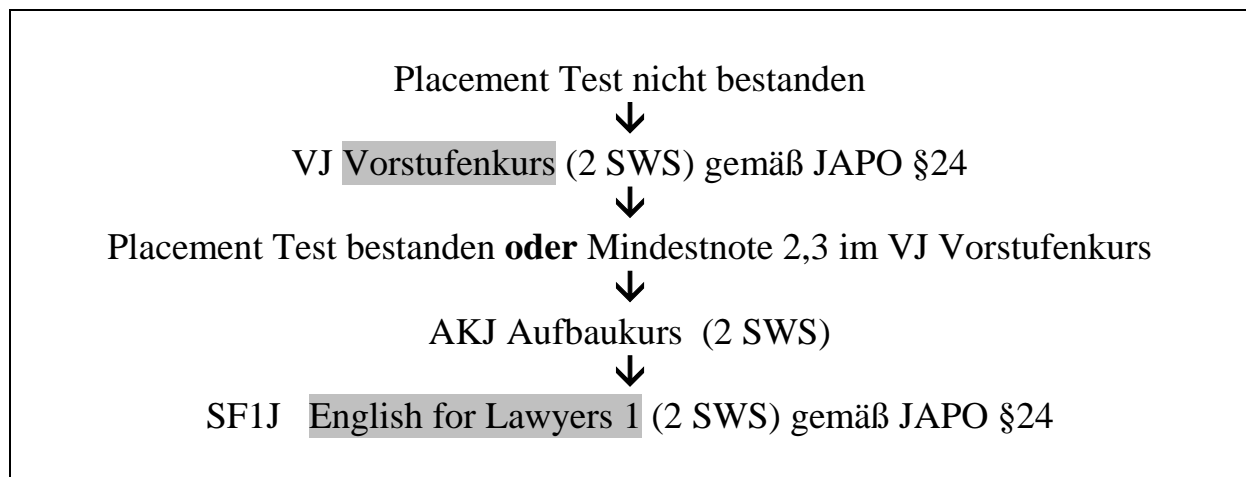 Placement Test nicht bestanden
↓
VJ Vorstufenkurs (2 SWS) gemäß JAPO §24
↓
Placement Test bestanden oder Mindestnote 2,3 im VJ Vorstufenkurs
↓
AKJ Aufbaukurs (2 SWS)
↓
SF1J English for Lawyers 1 (2 SWS) gemäß JAPO §24